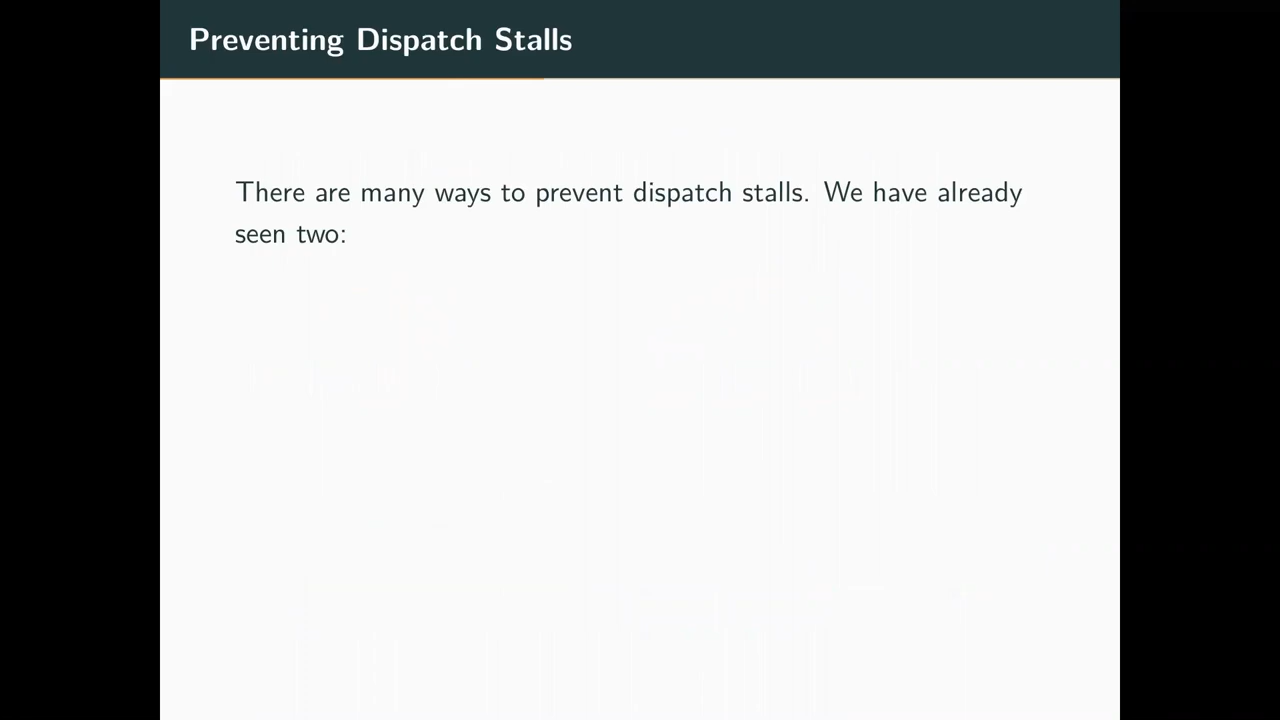 Preventing Dispatch Stalls
There are many ways to prevent dispatch stalls. We have already
seen two: